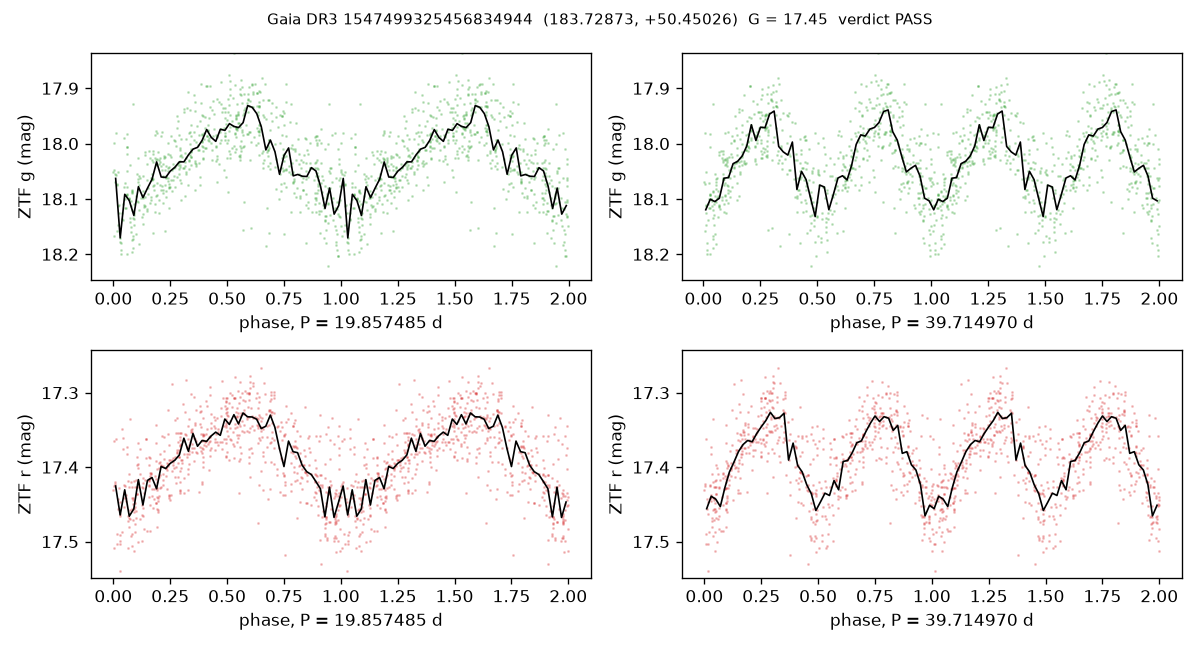 Gaia DR3 1547499325456834944 (183.72873, +50.45026) G = 17.45 verdict PASS
ZTF g (mag)
17.9
18.0
18.1
18.2
0.00 0.25 0.50 0.75 1.00 1.25 1.50 1.75 2.00
phase, P = 19.857485 d
ZTF g (mag)
17.9
18.0
18.1
18.2
0.00 0.25 0.50 0.75 1.00 1.25 1.50 1.75 2.00
phase, P = 39.714970 d
ZTF r (mag)
17.3
17.4
17.5
0.00 0.25 0.50 0.75 1.00 1.25 1.50 1.75 2.00
phase, P = 19.857485 d
ZTF r (mag)
17.3
17.4
17.5
0.00 0.25 0.50 0.75 1.00 1.25 1.50 1.75 2.00
phase, P = 39.714970 d